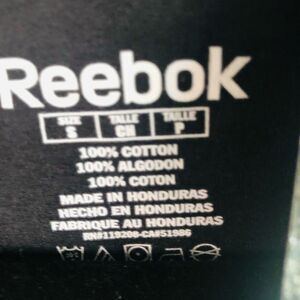 Reebok
SIZE TALLE TAILLE
S CH P
100% COTTON
100% ALGODON
100% COTON
MADE IN HONDURAS
HECHO EN HONDURAS
FABRIQUE AU HONDURAS
RN#119208-CA#51986